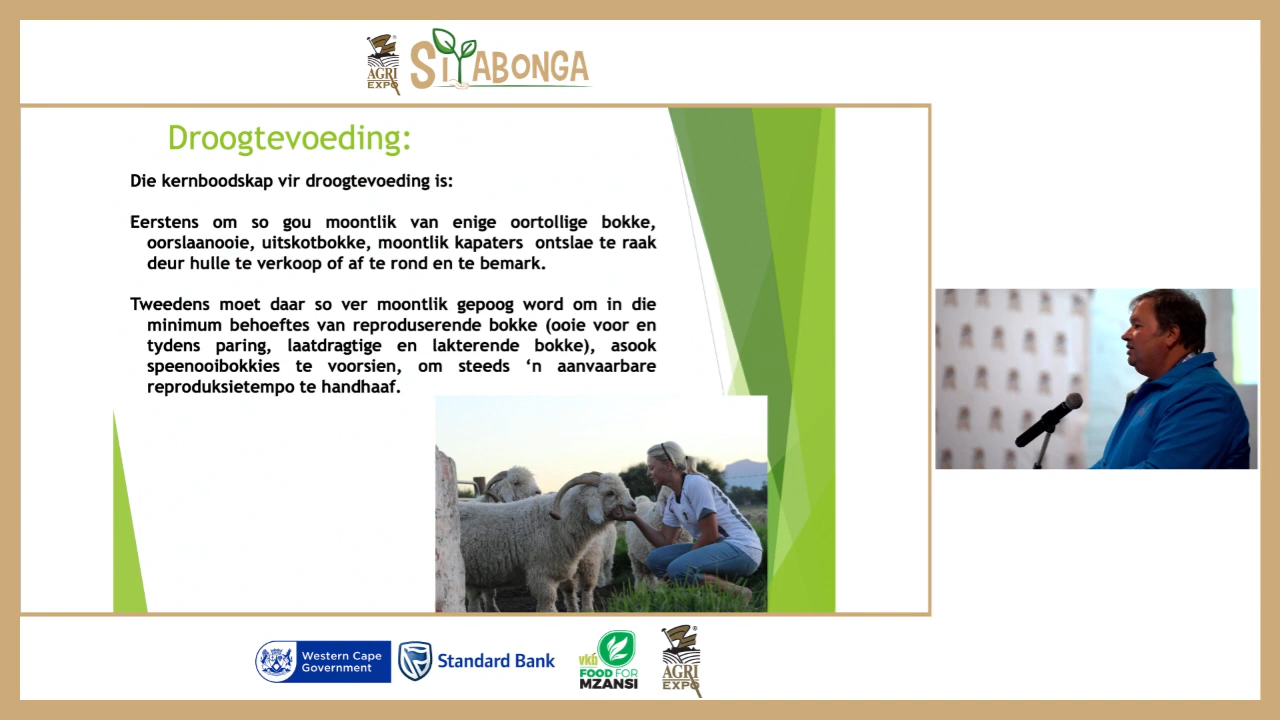 AGRI
EXPO
SIYABONGA
Droogtevoeding:
Die kernboodskap vir droogtevoeding is:
Eerstens om so gou moontlik van enige oortollige bokke,
oorslaanooie, uitskotbokke, moontlik kapaters ontslae te raak
deur hulle te verkoop of af te rond en te bemark.
Tweedens moet daar so ver moontlik gepoog word om in die
minimum behoeftes van reproduserende bokke (ooie voor en
tydens paring, laatdragtige en lakterende bokke), asook
speenooibokkies te voorsien, om steeds ‘n aanvaarbare
reproduksietempo te handhaaf.
Western Cape
Government
Standard Bank
vkb
FOOD FOR
MZANSI
AGRI
EXPO